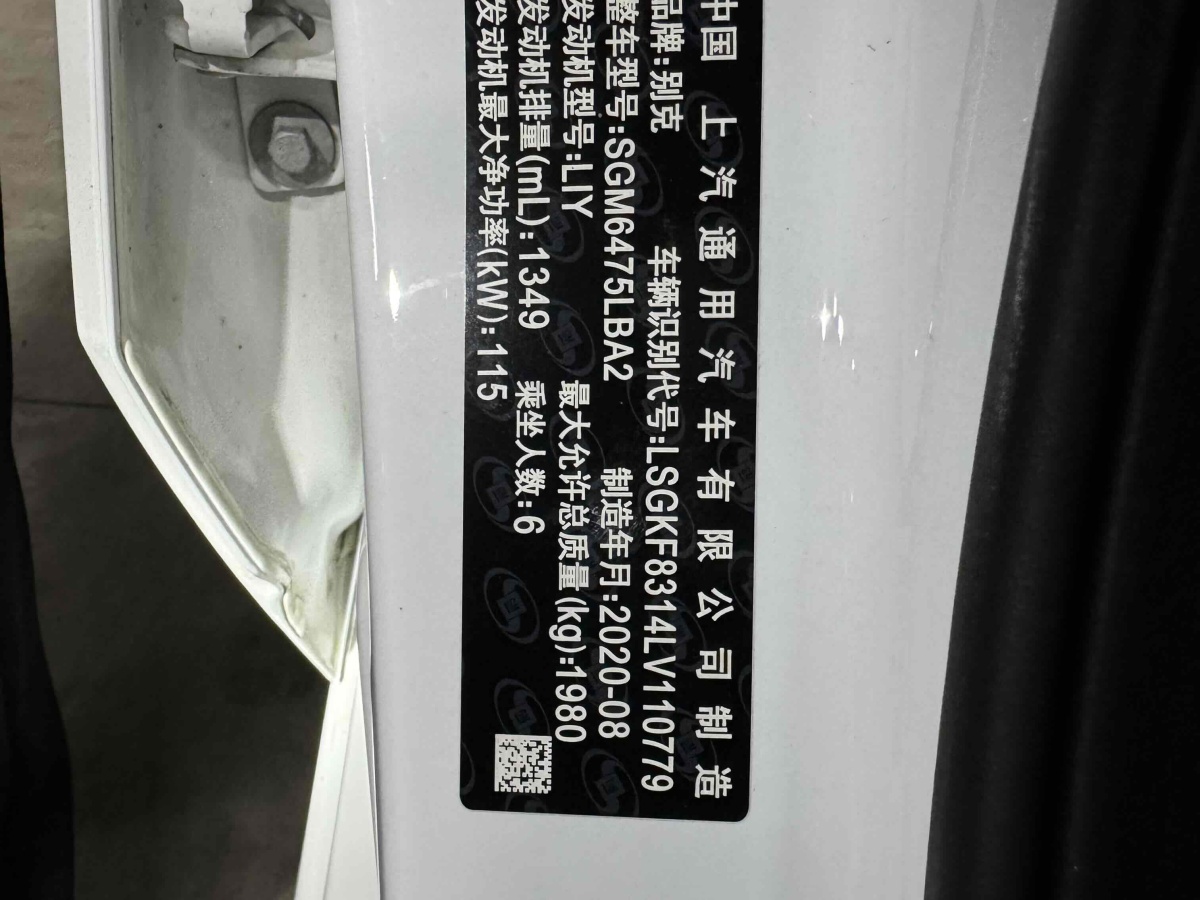 中国 上汽通用汽车有限公司制造
品牌:别克 车辆识别代号:LSGKF8314LV110779
整车型号:SGM6475LBA2 制造年月:2020-08
发动机型号:LIY 最大允许总质量(kg):1980
发动机排量(mL):1349 乘坐人数:6
发动机最大净功率(kW):115